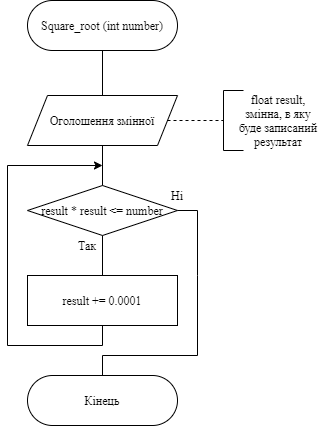 Square_root (int number)
Оголошення змінної
float result,
змінна, в яку
буде записаний
результат
Ні
result * result <= number
Так
result += 0.0001
Кінець